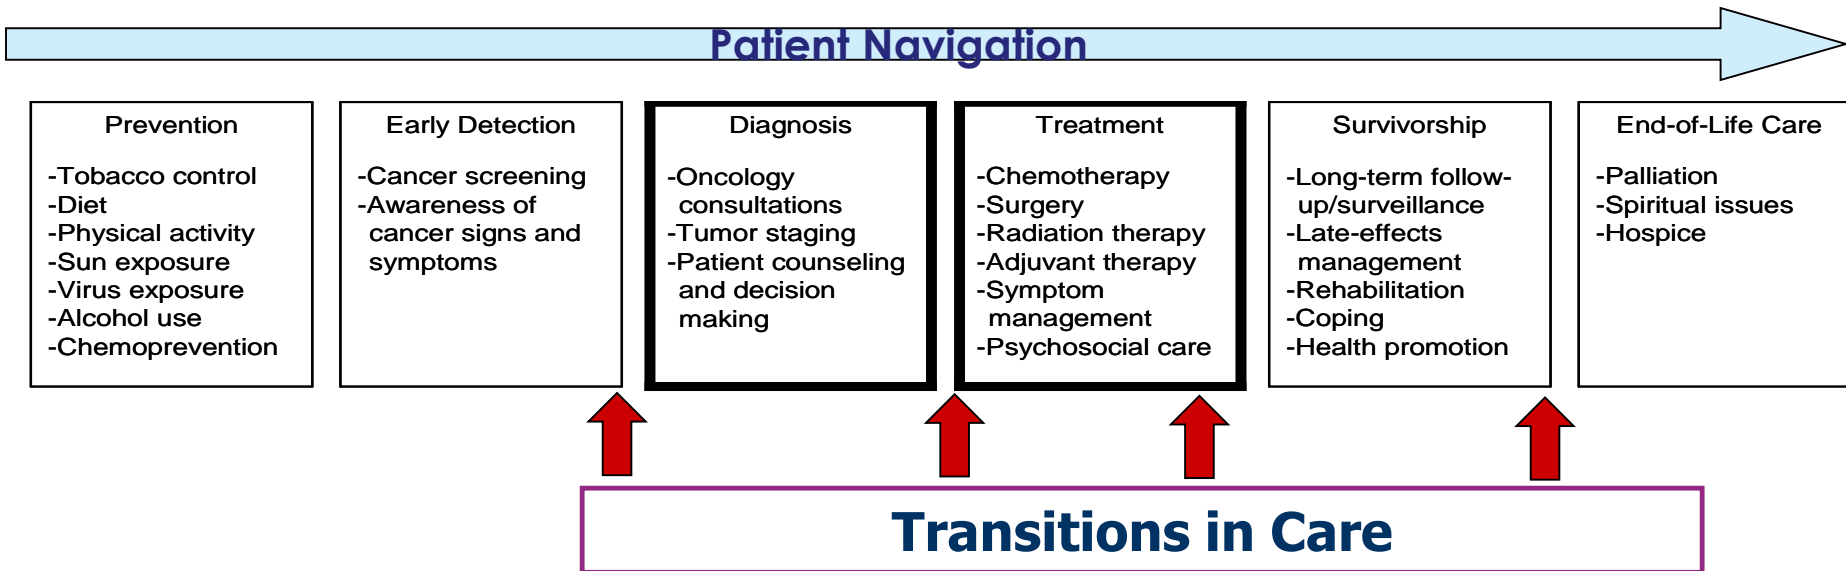 Patient Navigation
Prevention
-Tobacco control
-Diet
-Physical activity
-Sun exposure
-Virus exposure
-Alcohol use
-Chemoprevention
Early Detection
-Cancer screening
-Awareness of
cancer signs and
symptoms
Diagnosis
-Oncology
consultations
-Tumor staging
-Patient counseling
and decision
making
Treatment
-Chemotherapy
-Surgery
-Radiation therapy
-Adjuvant therapy
-Symptom
management
-Psychosocial care
Survivorship
-Long-term follow-
up/surveillance
-Late-effects
management
-Rehabilitation
-Coping
-Health promotion
End-of-Life Care
-Palliation
-Spiritual issues
-Hospice
Transitions in Care